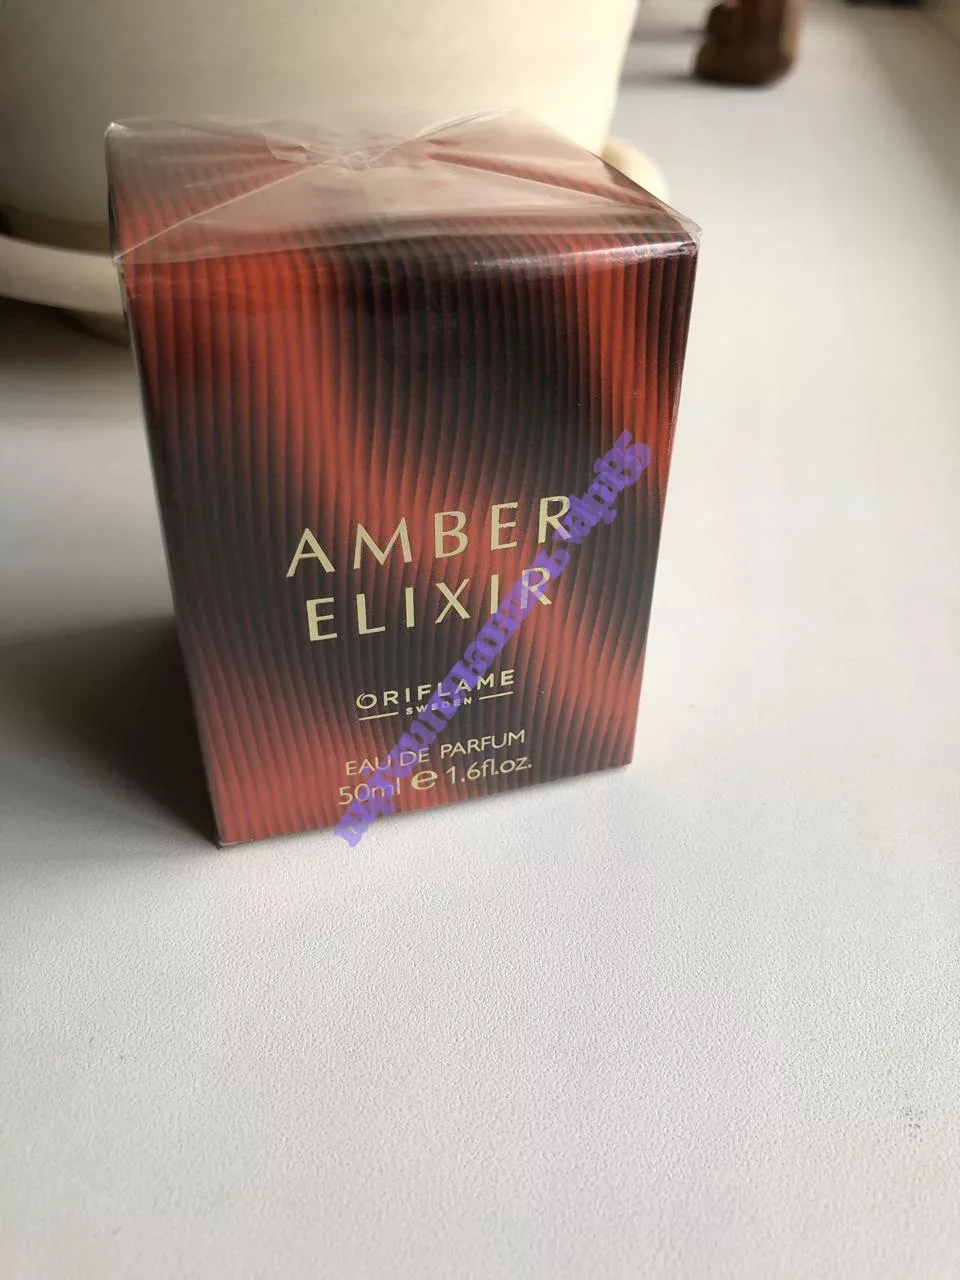 AMBER
ELIXIR
ORIFLAME
SWEDEN
EAU DE PARFUM
50ml e 1.6fl.oz.